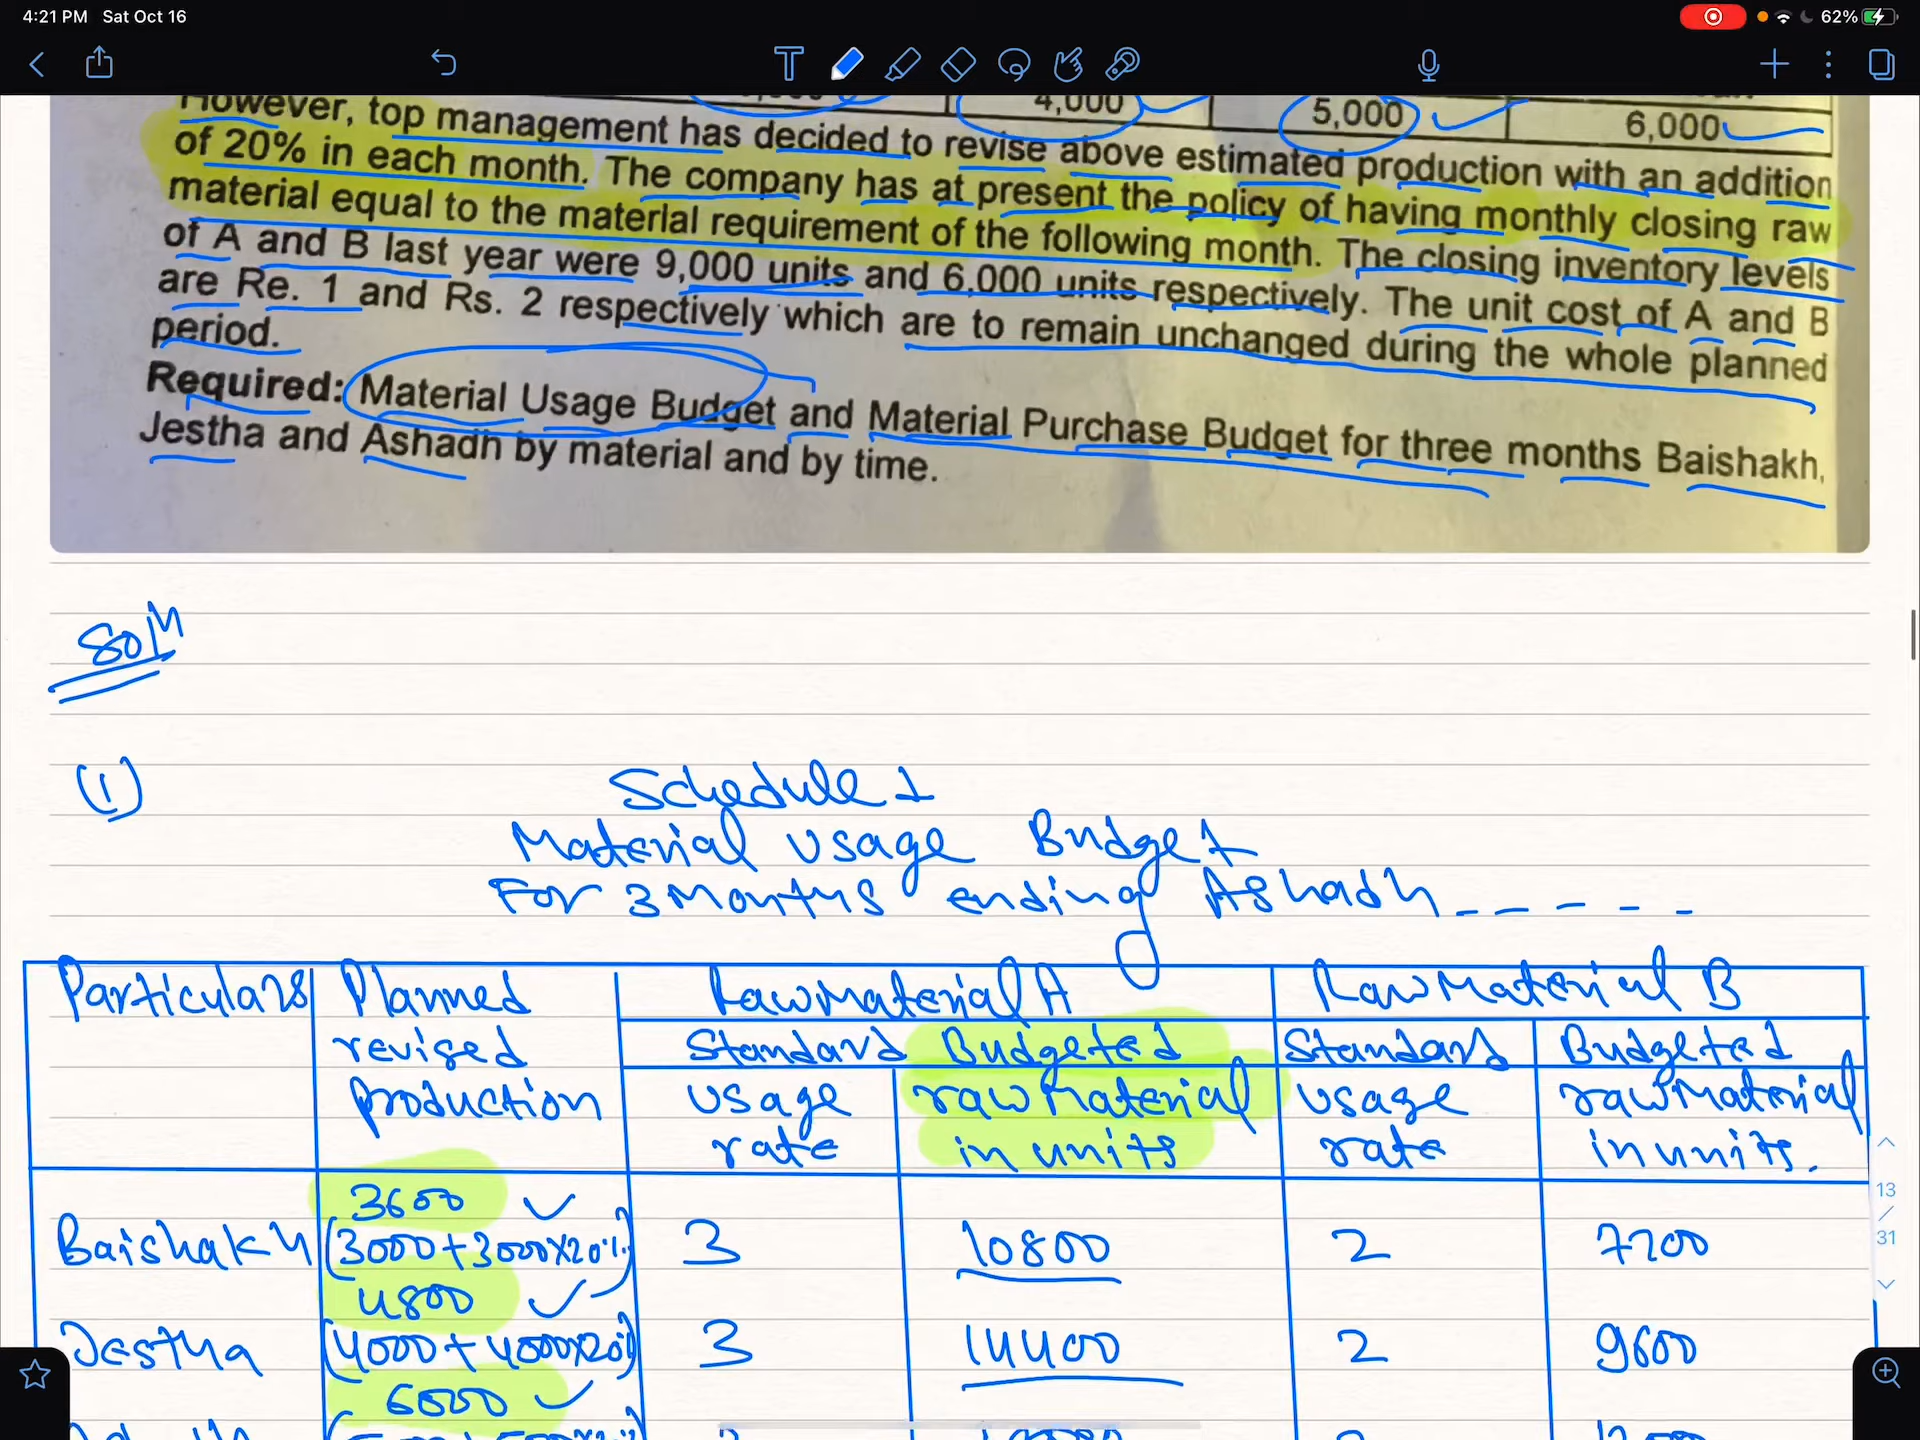 4:21 PM Sat Oct 16
62%
4,000 5,000 6,000
However, top management has decided to revise above estimated production with an addition
of 20% in each month. The company has at present the policy of having monthly closing raw
material equal to the material requirement of the following month. The closing inventory levels
of A and B last year were 9,000 units and 6,000 units respectively. The unit cost of A and B
are Re. 1 and Rs. 2 respectively which are to remain unchanged during the whole planned
period.
Required: Material Usage Budget and Material Purchase Budget for three months Baishakh,
Jestha and Ashadh by material and by time.
Soln
(1)
Schedule 1
Material usage Budget
For 3 Months ending Ashadh_ _ _ _ _
Particulars Planned revised production Raw Material A Raw Material B
Standard usage rate Budgeted raw Material in units Standard usage rate Budgeted raw Material in units.
3600
Baishakh (3000+3000x20%) 3 10800 2 7200
4800
Jestha (4000+4000x20%) 3 14400 2 9600
6000
13
/
31